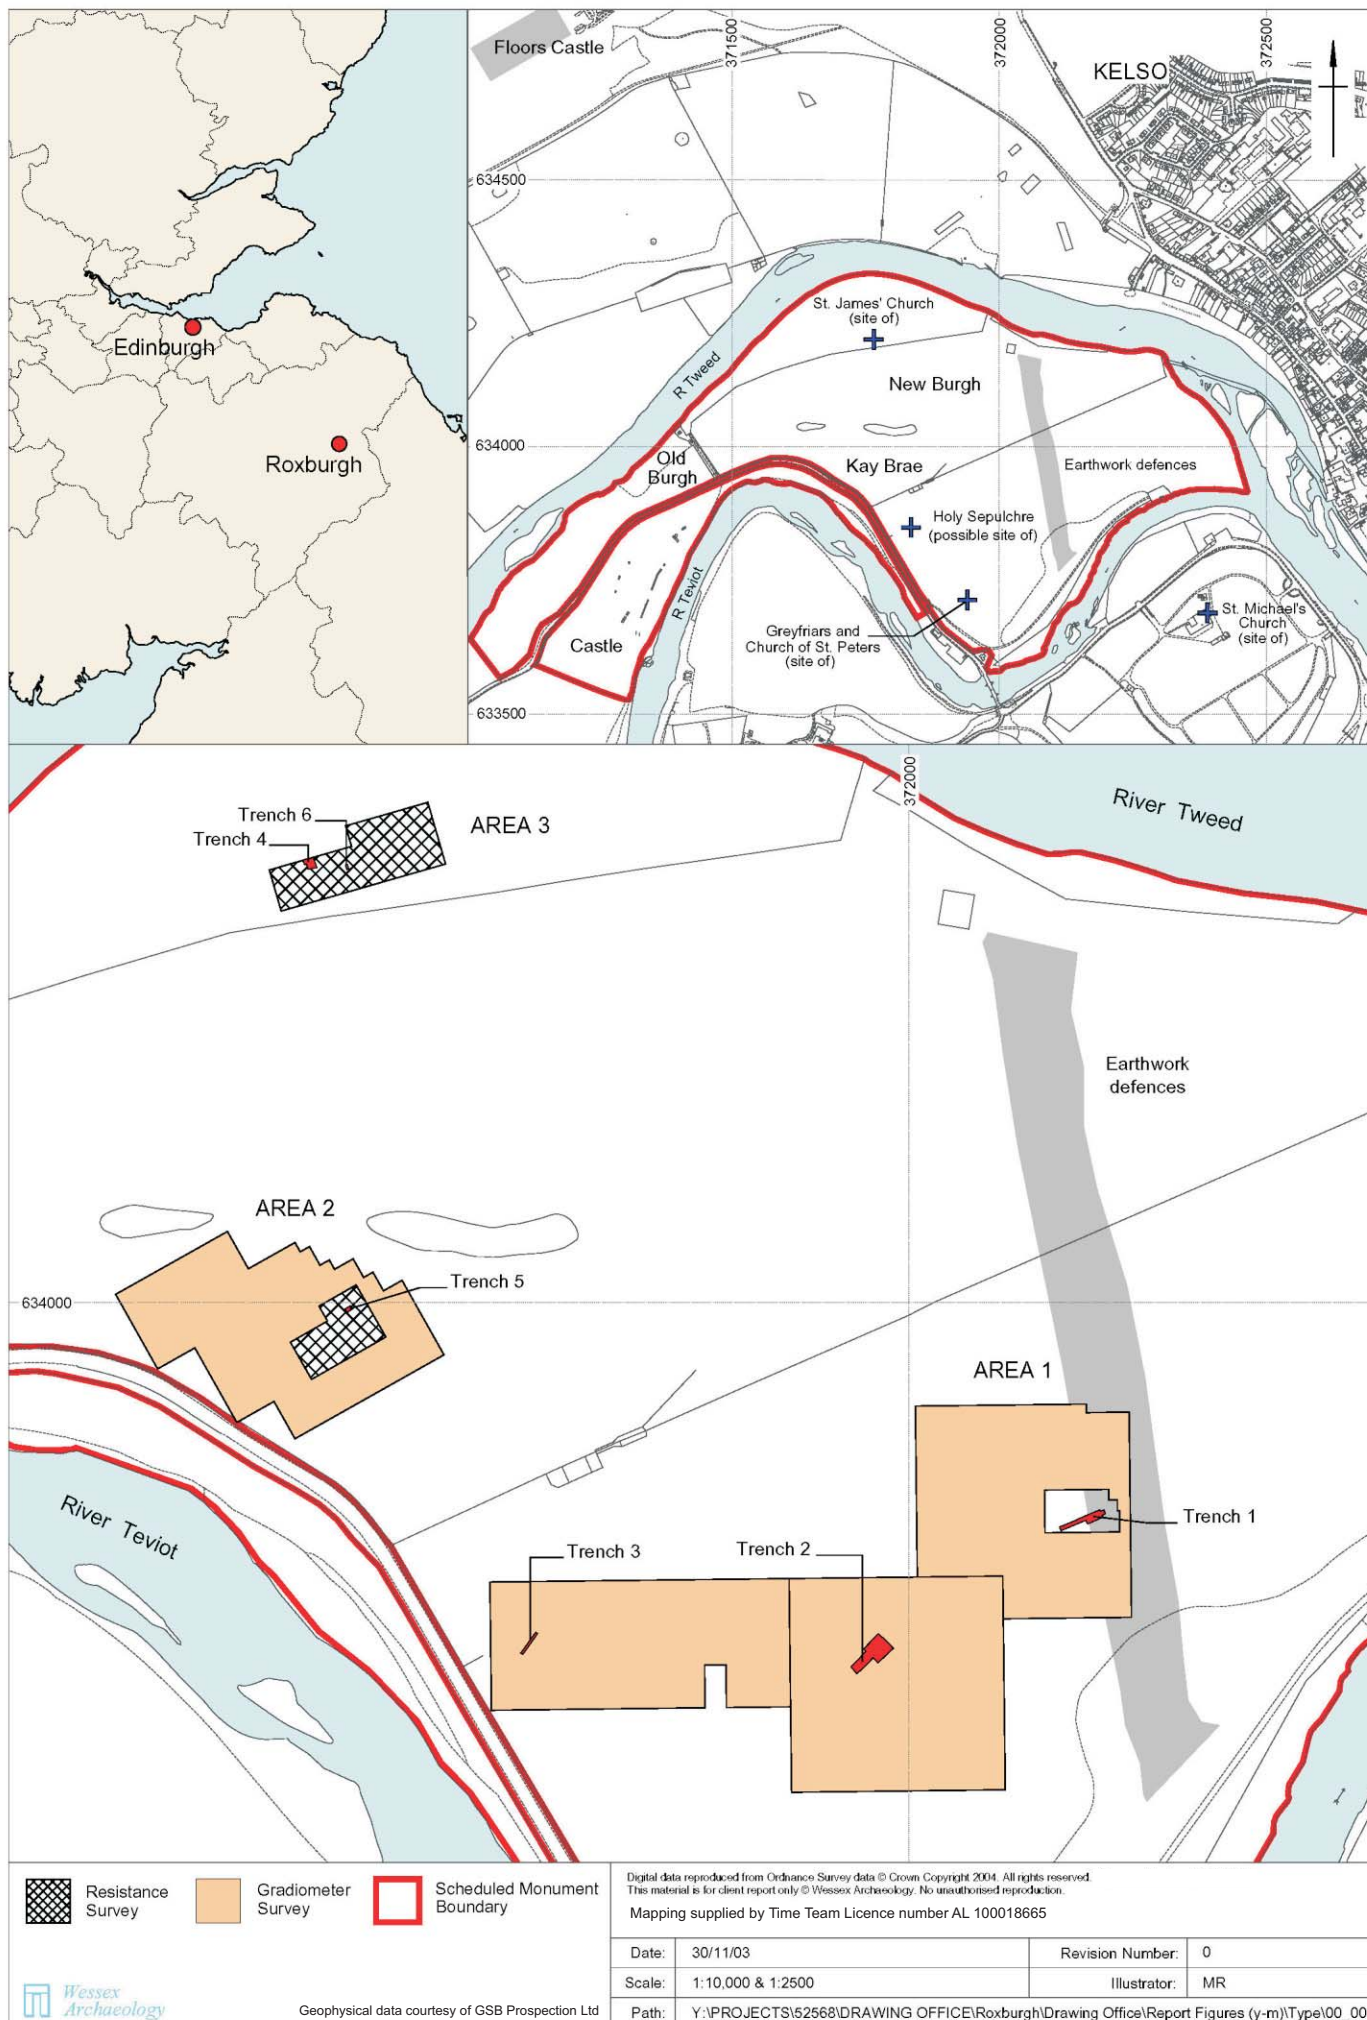 Edinburgh
Roxburgh
Floors Castle
371500
372000
372500
KELSO
634500
St. James' Church
(site of)
R Tweed
New Burgh
634000
Old
Burgh
Kay Brae
Earthwork defences
Holy Sepulchre
(possible site of)
R Teviot
Castle
Greyfriars and
Church of St. Peters
(site of)
St. Michael's
Church
(site of)
633500
372000
River Tweed
Trench 6
Trench 4
AREA 3
Earthwork
defences
AREA 2
Trench 5
634000
AREA 1
River Teviot
Trench 3
Trench 2
Trench 1
Resistance
Survey
Gradiometer
Survey
Scheduled Monument
Boundary
Digital data reproduced from Ordnance Survey data © Crown Copyright 2004. All rights reserved.
This material is for client report only © Wessex Archaeology. No unauthorised reproduction.
Mapping supplied by Time Team Licence number AL 100018665
Date: 30/11/03 Revision Number: 0
Scale: 1:10,000 & 1:2500 Illustrator: MR
Path: Y:\PROJECTS\52568\DRAWING OFFICE\Roxburgh\Drawing Office\Report Figures (y-m)\Type\00_00
Wessex
Archaeology
Geophysical data courtesy of GSB Prospection Ltd